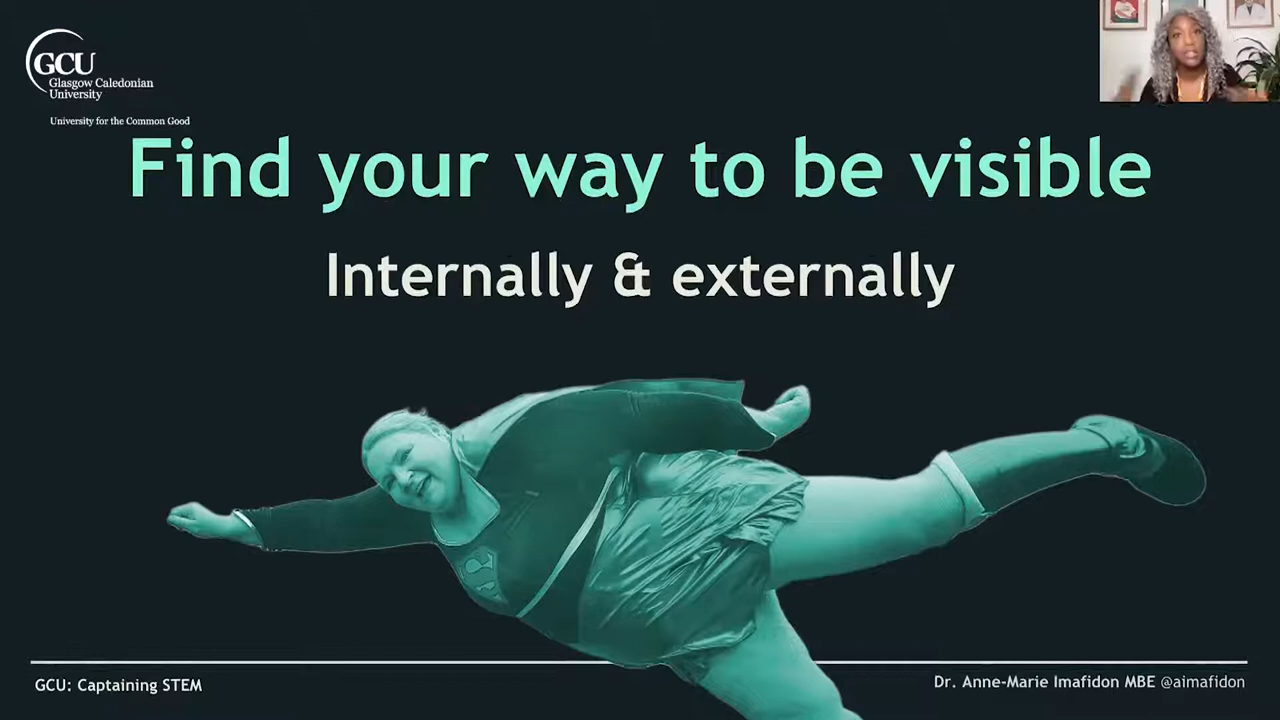 GCU
Glasgow Caledonian
University
University for the Common Good
Find your way to be visible
Internally & externally
GCU: Captaining STEM
Dr. Anne-Marie Imafidon MBE @aimafidon